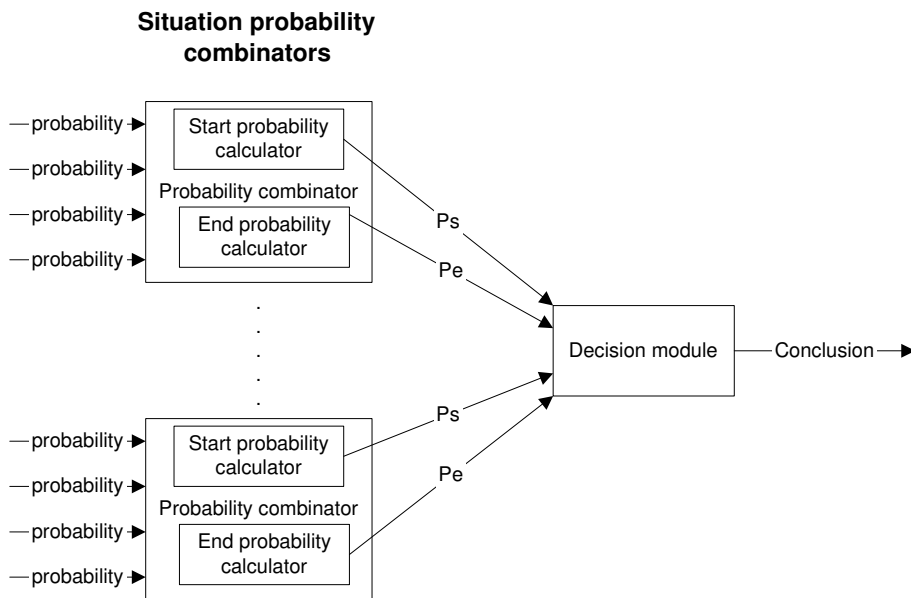 Situation probability
combinators
probability
probability
probability
probability
Start probability
calculator
Probability combinator
End probability
calculator
Ps
Pe
.
.
.
.
.
Decision module
Conclusion
probability
probability
probability
probability
Start probability
calculator
Probability combinator
End probability
calculator
Ps
Pe